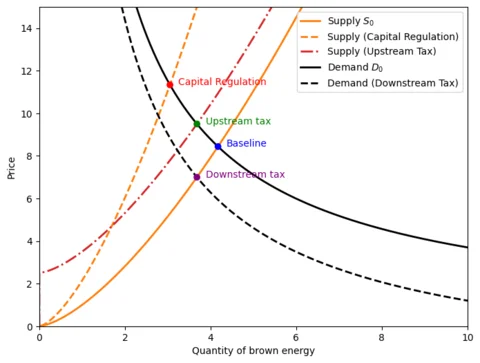 14
12
10
8
6
4
2
0
Price
0
2
4
6
8
10
Quantity of brown energy
Supply S₀
Supply (Capital Regulation)
Supply (Upstream Tax)
Demand D₀
Demand (Downstream Tax)
Capital Regulation
Upstream tax
Baseline
Downstream tax